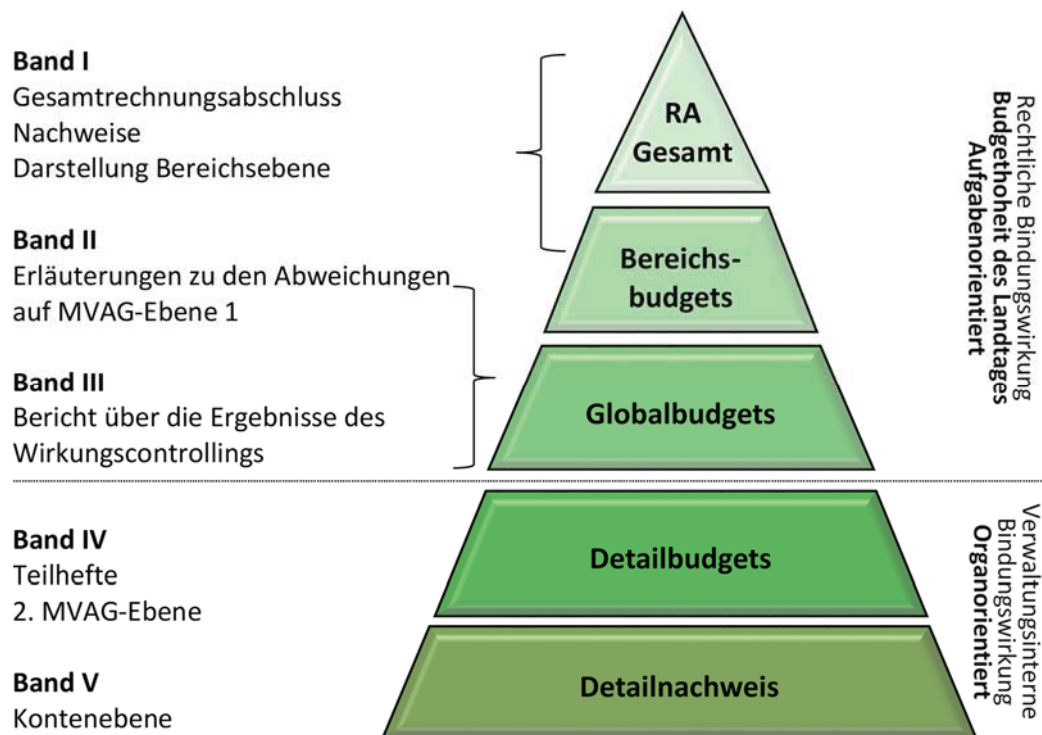 Band I
Gesamtrechnungsabschluss
Nachweise
Darstellung Bereichsebene
Band II
Erläuterungen zu den Abweichungen
auf MVAG-Ebene 1
Band III
Bericht über die Ergebnisse des
Wirkungscontrollings
Band IV
Teilhefte
2. MVAG-Ebene
Band V
Kontenebene
RA
Gesamt
Bereichs-
budgets
Globalbudgets
Detailbudgets
Detailnachweis
Rechtliche Bindungswirkung
Budgethoheit des Landtages
Aufgabenorientiert
Verwaltungsinterne
Bindungswirkung
Organorientiert